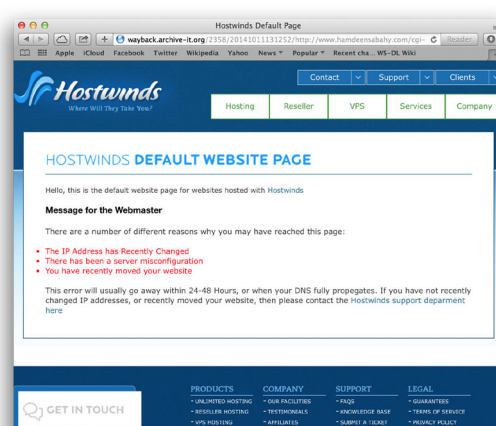 Hostwinds Default Page
wayback.archive-it.org/2358/20141011131252/http://www.hamdeensabahy.com/cgi-
Reader
Apple iCloud Facebook Twitter Wikipedia Yahoo News Popular Recent cha...WS-DL Wiki
Contact Support Clients
Hostwinds
Where Will They Take You?
Hosting Reseller VPS Services Company
HOSTWINDS DEFAULT WEBSITE PAGE
Hello, this is the default website page for websites hosted with Hostwinds
Message for the Webmaster
There are a number of different reasons why you may have reached this page:
The IP Address has Recently Changed
There has been a server misconfiguration
You have recently moved your website
This error will usually go away within 24-48 Hours, or when your DNS fully propegates. If you have not recently
changed IP addresses, or recently moved your website, then please contact the Hostwinds support deparment
here
PRODUCTS COMPANY SUPPORT LEGAL
- UNLIMITED HOSTING - OUR FACILITIES - FAQS - GUARANTEES
- RESELLER HOSTING - TESTIMONIALS - KNOWLEDGE BASE - TERMS OF SERVICE
- VPS HOSTING - AFFILIATES - SUBMIT A TICKET - PRIVACY POLICY
GET IN TOUCH